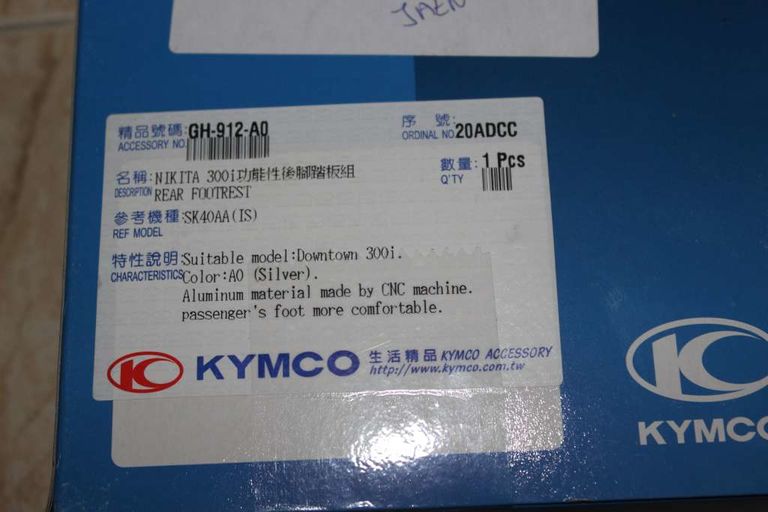 JAEN
精品號碼: GH-912-A0
ACCESSORY NO.
序 號: 20ADCC
ORDINAL NO.
名稱: NIKITA 300i功能性後腳踏板組
DESCRIPTION REAR FOOTREST
數量: 1 Pcs
Q'TY
參考機種: SK40AA(IS)
REF MODEL
特性說明: Suitable model:Downtown 300i.
CHARACTERISTICS Color:A0 (Silver).
Aluminum material made by CNC machine.
passenger's foot more comfortable.
KYMCO 生活精品 KYMCO ACCESSORY
http://www.kymco.com.tw
KYMCO